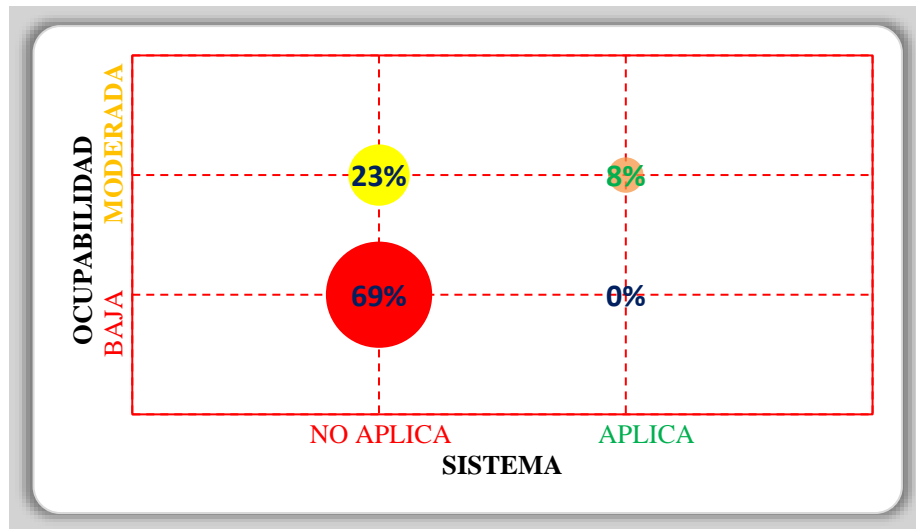 OCUPABILIDAD
MODERADA
BAJA
23%
8%
69%
0%
NO APLICA
APLICA
SISTEMA